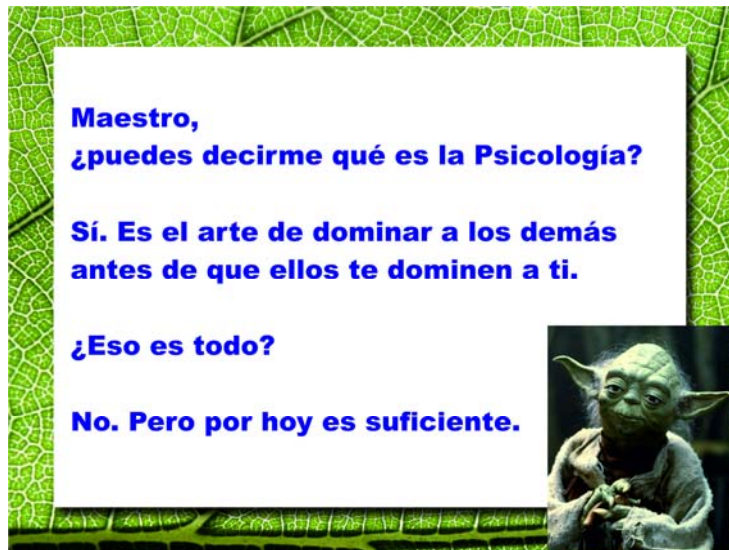 Maestro,
¿puedes decirme qué es la Psicología?
Sí. Es el arte de dominar a los demás
antes de que ellos te dominen a ti.
¿Eso es todo?
No. Pero por hoy es suficiente.